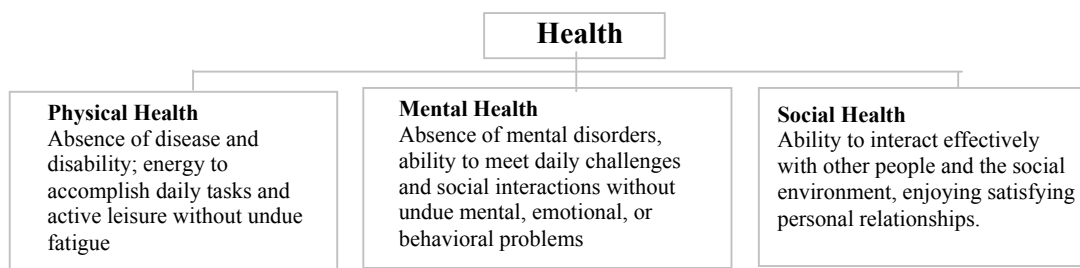 Health
Physical Health
Absence of disease and
disability; energy to
accomplish daily tasks and
active leisure without undue
fatigue
Mental Health
Absence of mental disorders,
ability to meet daily challenges
and social interactions without
undue mental, emotional, or
behavioral problems
Social Health
Ability to interact effectively
with other people and the social
environment, enjoying satisfying
personal relationships.